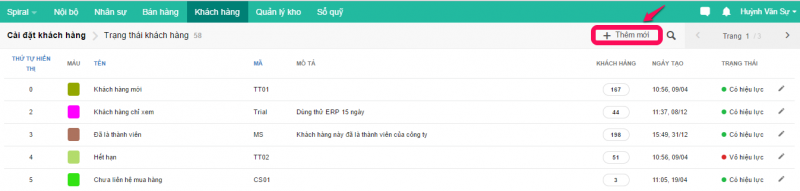 Spiral Nội bộ Nhân sự Bán hàng Khách hàng Quản lý kho Sổ quỹ Huỳnh Văn Sự
Cài đặt khách hàng Trạng thái khách hàng 58 + Thêm mới Trang 1 / 3
THỨ TỰ HIỂN THỊ MÀU TÊN MÃ MÔ TẢ KHÁCH HÀNG NGÀY TẠO TRẠNG THÁI
0 Khách hàng mới TT01 167 10:56, 09/04 Có hiệu lực
2 Khách hàng chỉ xem Trial Dùng thử ERP 15 ngày 44 11:37, 08/12 Có hiệu lực
3 Đã là thành viên MS Khách hàng này đã là thành viên của công ty 198 15:49, 31/12 Có hiệu lực
4 Hết hạn TT02 51 10:56, 09/04 Vô hiệu lực
5 Chưa liên hệ mua hàng CS01 3 11:05, 19/04 Có hiệu lực